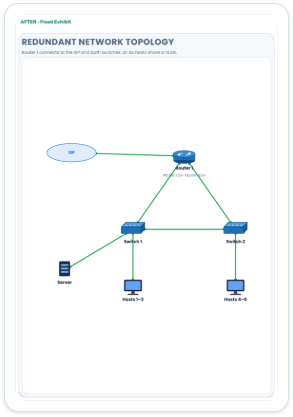 AFTER · Fixed Exhibit
REDUNDANT NETWORK TOPOLOGY
Router 1 connects to the ISP and both switches; all six hosts share a VLAN.
ISP
Router 1
Switch 1
Switch 2
Server
Hosts 1–3
Hosts 4–6